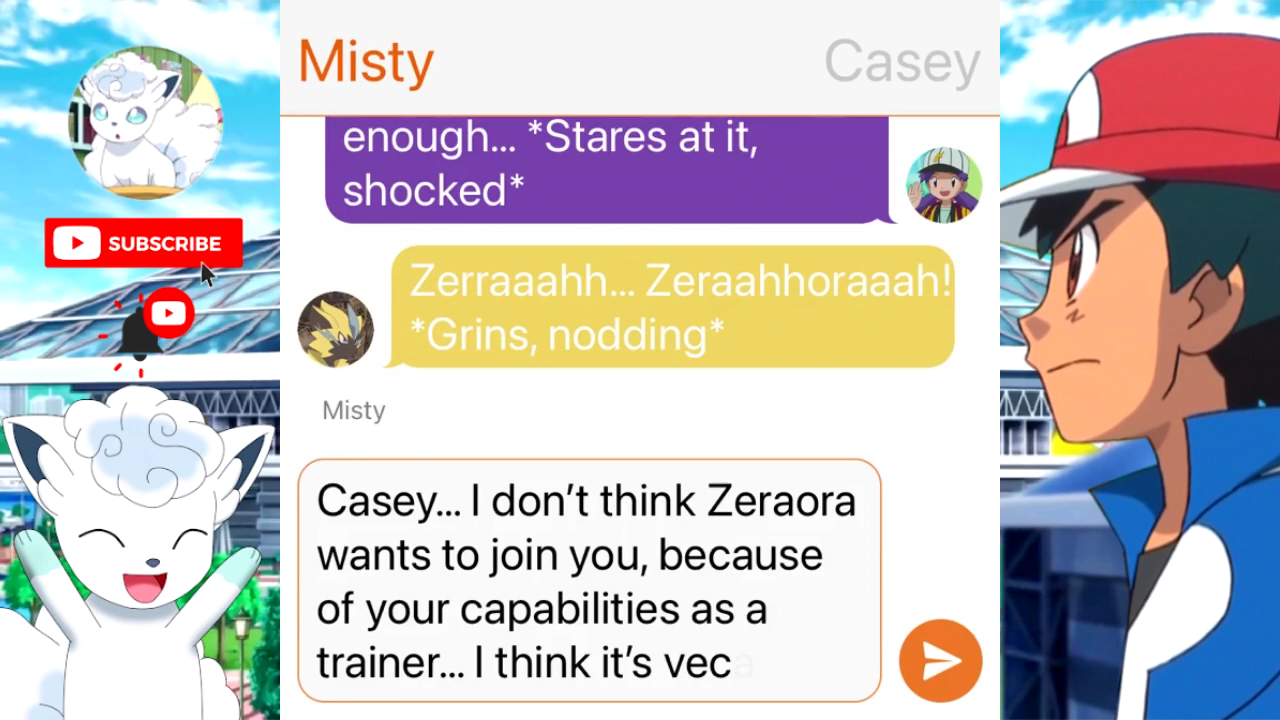 Misty
Casey
SUBSCRIBE
enough... *Stares at it,
shocked*
Zerraaahh... Zeraahhoraaah!
*Grins, nodding*
Misty
Casey... I don’t think Zeraora
wants to join you, because
of your capabilities as a
trainer... I think it’s veca